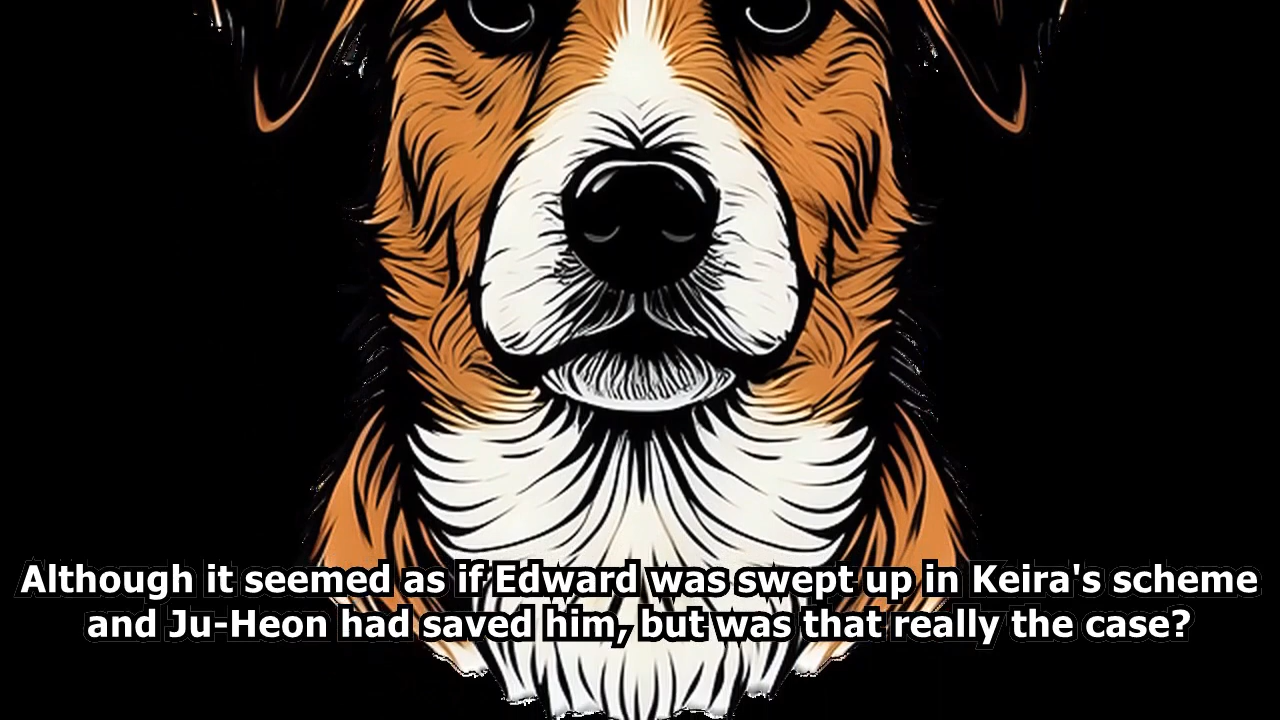 Although it seemed as if Edward was swept up in Keira's scheme
and Ju-Heon had saved him, but was that really the case?